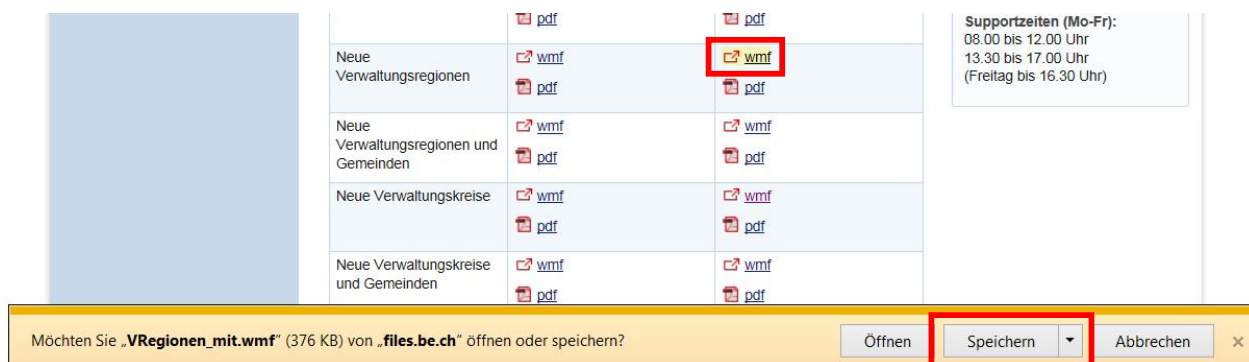 pdf pdf
Supportzeiten (Mo-Fr):
08.00 bis 12.00 Uhr
13.30 bis 17.00 Uhr
(Freitag bis 16.30 Uhr)
Neue wmf wmf
Verwaltungsregionen
pdf pdf
Neue wmf wmf
Verwaltungsregionen und
Gemeinden pdf pdf
Neue Verwaltungskreise wmf wmf
pdf pdf
Neue Verwaltungskreise wmf wmf
und Gemeinden
pdf pdf
Möchten Sie „VRegionen_mit.wmf“ (376 KB) von „files.be.ch“ öffnen oder speichern? Öffnen Speichern Abbrechen